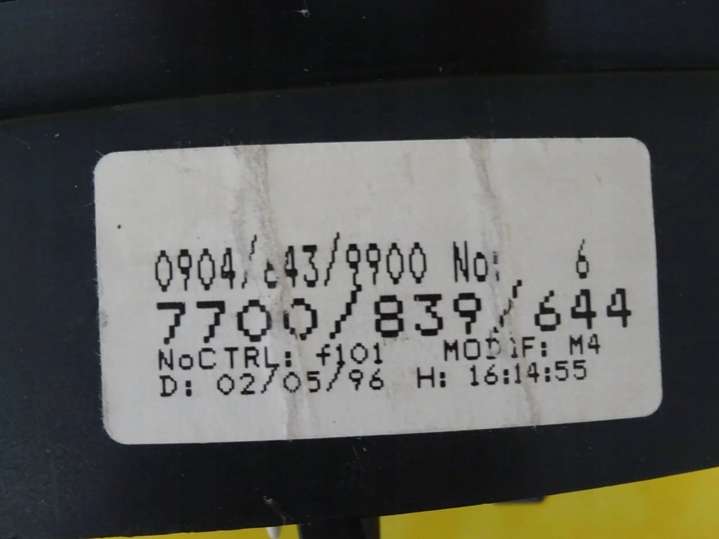 0904/643/9900 No: 6
7700/839/644
NoCTRL: f101 MODIF: M4
D: 02/05/96 H: 16:14:55